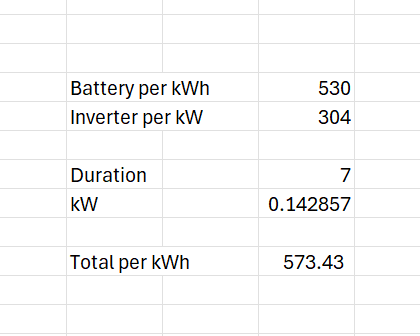 Battery per kWh 530
Inverter per kW 304
Duration 7
kW 0.142857
Total per kWh 573.43